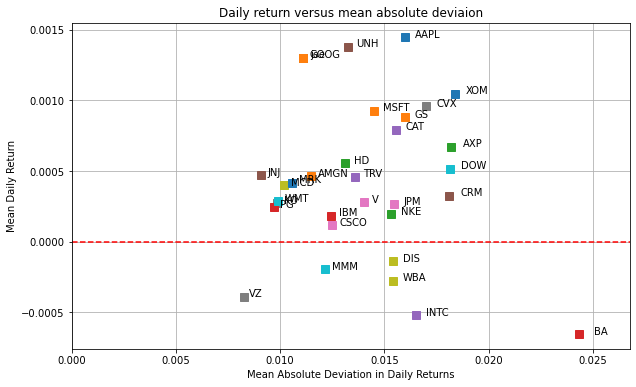 Daily return versus mean absolute deviaion
0.0015
0.0010
0.0005
0.0000
−0.0005
Mean Daily Return
AAPL
UNH
GOOG
XOM
CVX
MSFT
GS
CAT
AXP
HD
DOW
JNJ
AMGN
TRV
MRK
MCD
CRM
WMT
PG
V
JPM
NKE
IBM
CSCO
DIS
MMM
WBA
VZ
INTC
BA
0.000
0.005
0.010
0.015
0.020
0.025
Mean Absolute Deviation in Daily Returns